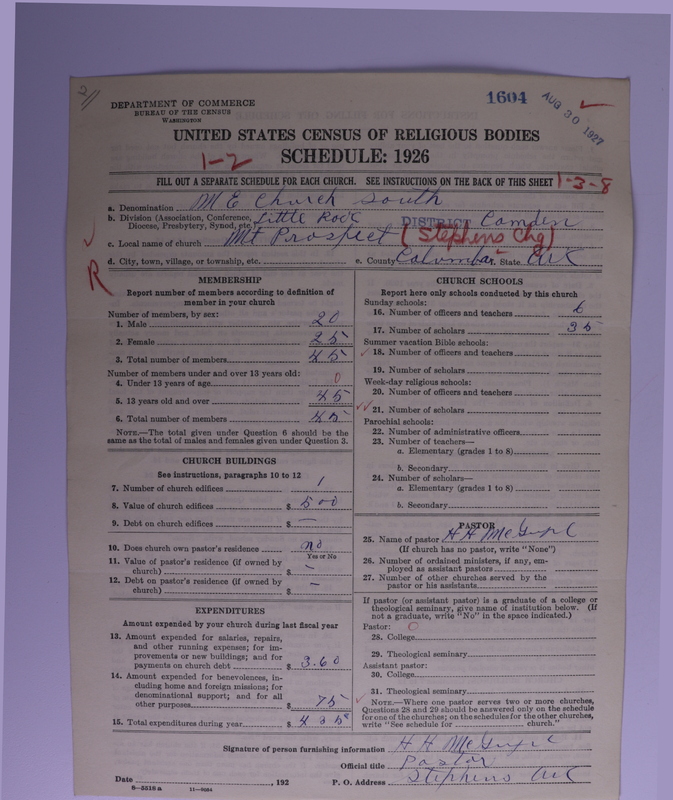 2//
DEPARTMENT OF COMMERCE
BUREAU OF THE CENSUS
WASHINGTON
1604
AUG 30 1927
UNITED STATES CENSUS OF RELIGIOUS BODIES
1-2
SCHEDULE: 1926
FILL OUT A SEPARATE SCHEDULE FOR EACH CHURCH. SEE INSTRUCTIONS ON THE BACK OF THIS SHEET 1-3-8
a. Denomination M E Church South
b. Division (Association, Conference, Diocese, Presbytery, Synod, etc.) Little Rock DISTRICT Camden
c. Local name of church Mt Prospect (Stephens Chg)
d. City, town, village, or township, etc. e. County Columbia State Ark
R
MEMBERSHIP
Report number of members according to definition of
member in your church
Number of members, by sex:
1. Male 20
2. Female 25
3. Total number of members 45
Number of members under and over 13 years old:
4. Under 13 years of age 0
5. 13 years old and over 45
6. Total number of members 45
NOTE.—The total given under Question 6 should be the
same as the total of males and females given under Question 3.
CHURCH BUILDINGS
See instructions, paragraphs 10 to 12
7. Number of church edifices 1
8. Value of church edifices $ 500
9. Debt on church edifices $ —
10. Does church own pastor's residence no
Yes or No
11. Value of pastor's residence (if owned by
church) $ —
12. Debt on pastor's residence (if owned by
church) $ —
EXPENDITURES
Amount expended by your church during last fiscal year
13. Amount expended for salaries, repairs,
and other running expenses; for im-
provements or new buildings; and for
payments on church debt $ 3.60
14. Amount expended for benevolences, in-
cluding home and foreign missions; for
denominational support; and for all
other purposes $ 75
15. Total expenditures during year $ 435
CHURCH SCHOOLS
Report here only schools conducted by this church
Sunday schools:
16. Number of officers and teachers 6
17. Number of scholars 35
Summer vacation Bible schools:
18. Number of officers and teachers
19. Number of scholars
Week-day religious schools:
20. Number of officers and teachers
21. Number of scholars
Parochial schools:
22. Number of administrative officers
23. Number of teachers—
a. Elementary (grades 1 to 8)
b. Secondary
24. Number of scholars—
a. Elementary (grades 1 to 8)
b. Secondary
PASTOR
25. Name of pastor H H McGuyre
(If church has no pastor, write "None")
26. Number of ordained ministers, if any, em-
ployed as assistant pastors
27. Number of other churches served by the
pastor or his assistants
If pastor (or assistant pastor) is a graduate of a college or
theological seminary, give name of institution below. (If
not a graduate, write "No" in the space indicated.)
Pastor: 0
28. College
29. Theological seminary
Assistant pastor:
30. College
31. Theological seminary
NOTE.—Where one pastor serves two or more churches,
Questions 28 and 29 should be answered only on the schedule
for one of the churches; on the schedules for the other churches,
write "See schedule for church."
Signature of person furnishing information H H McGuyre
Official title Pastor
Date , 192 P. O. Address Stephens Ark
8—5518 a 11—9084